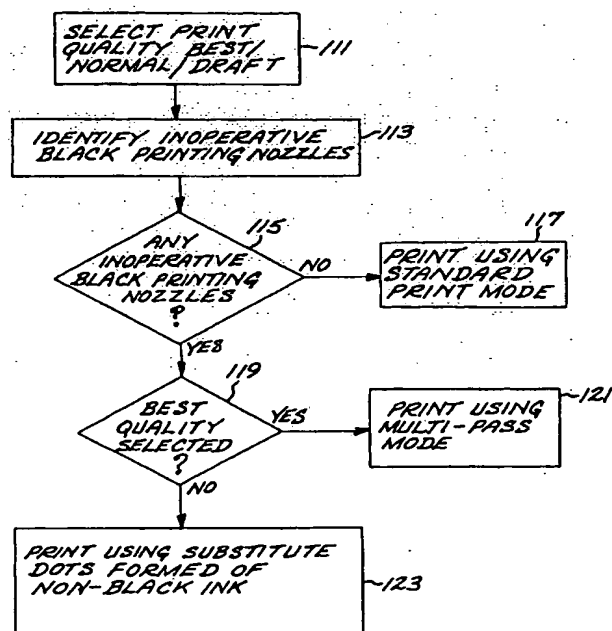 SELECT PRINT
QUALITY BEST/
NORMAL/DRAFT
111
IDENTIFY INOPERATIVE
BLACK PRINTING NOZZLES
113
115
ANY
INOPERATIVE
BLACK PRINTING
NOZZLES
?
NO
117
PRINT USING
STANDARD
PRINT MODE
YES
119
BEST
QUALITY
SELECTED
?
YES
121
PRINT USING
MULTI-PASS
MODE
NO
PRINT USING SUBSTITUTE
DOTS FORMED OF
NON-BLACK INK
123